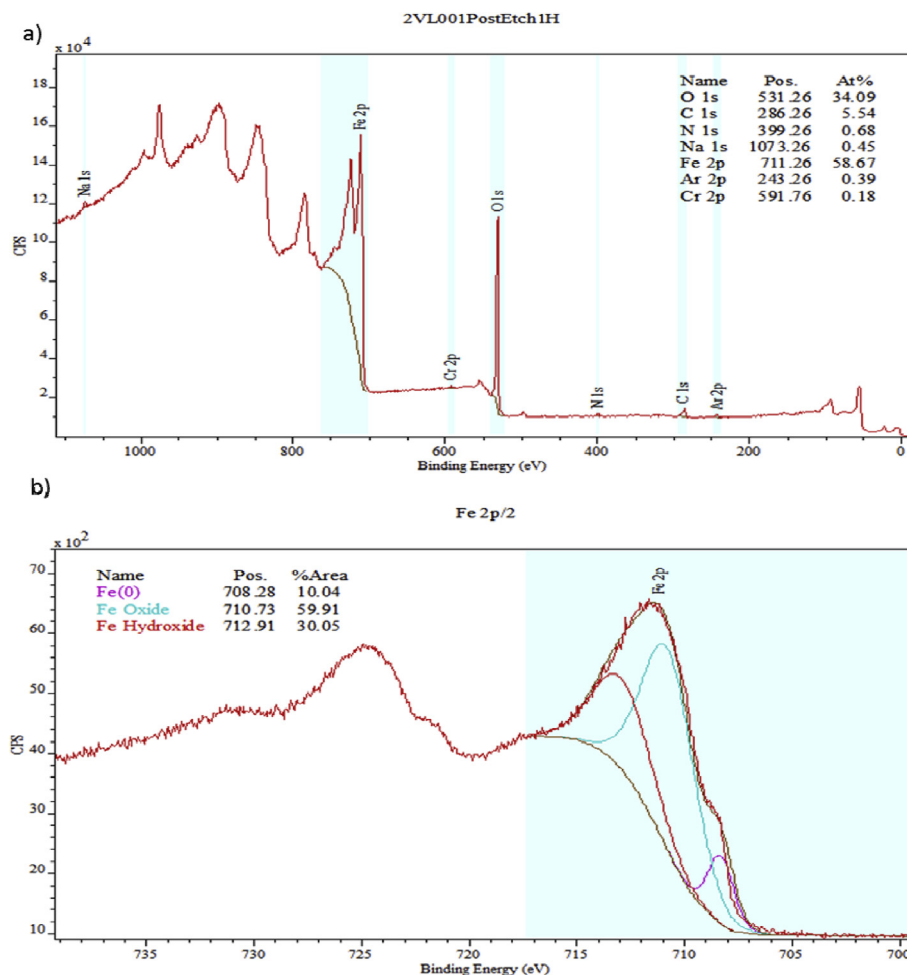 a)
2VL001PostEtch1H
x 10⁴
Name Pos. At%
O 1s 531.26 34.09
C 1s 286.26 5.54
N 1s 399.26 0.68
Na 1s 1073.26 0.45
Fe 2p 711.26 58.67
Ar 2p 243.26 0.39
Cr 2p 591.76 0.18
18
16
14
12
10
8
6
4
2
CPS
Na 1s
Fe 2p
Cr 2p
O 1s
N 1s
C 1s
Ar 2p
1000 800 600 400 200 0
Binding Energy (eV)
b)
Fe 2p/2
x 10²
Name Pos. %Area
Fe(0) 708.28 10.04
Fe Oxide 710.73 59.91
Fe Hydroxide 712.91 30.05
70
60
50
40
30
20
10
CPS
Fe 2p
735 730 725 720 715 710 705 700
Binding Energy (eV)